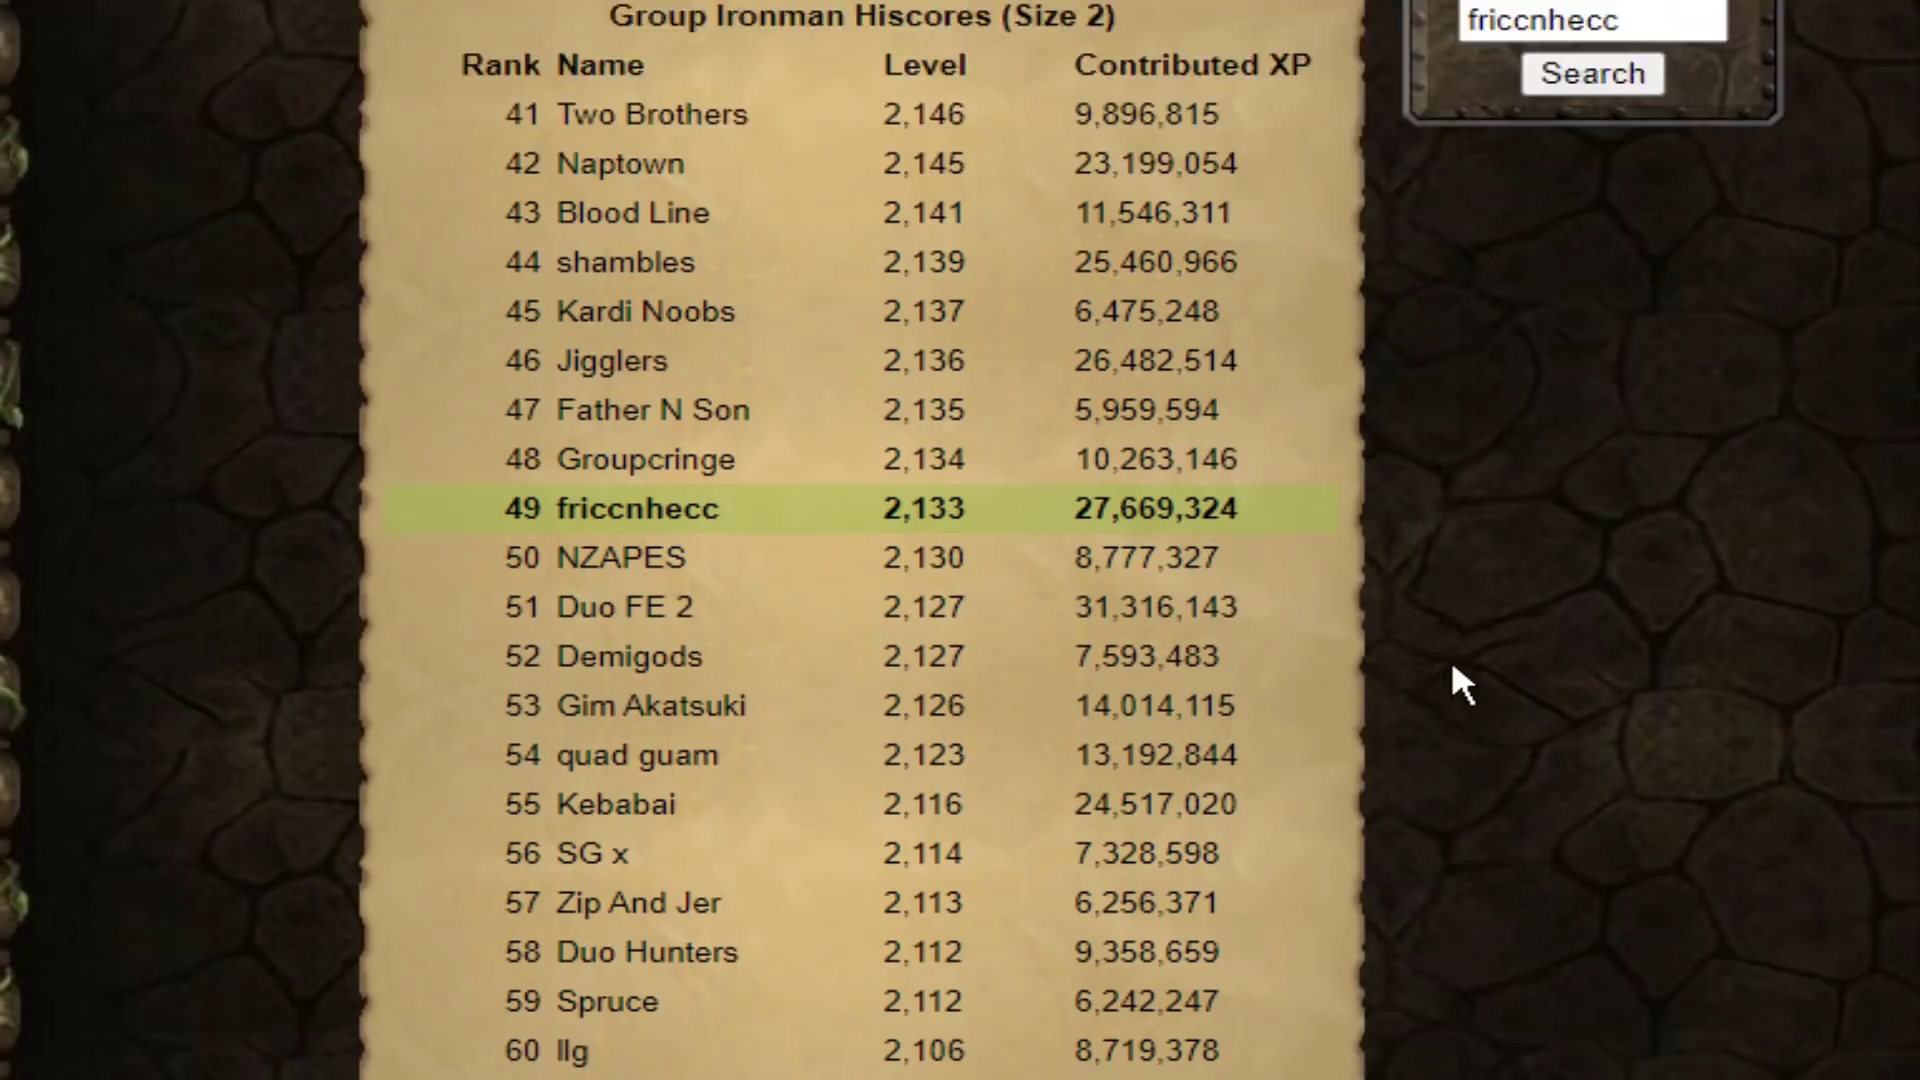 Group Ironman Hiscores (Size 2)
Rank Name Level Contributed XP
41 Two Brothers 2,146 9,896,815
42 Naptown 2,145 23,199,054
43 Blood Line 2,141 11,546,311
44 shambles 2,139 25,460,966
45 Kardi Noobs 2,137 6,475,248
46 Jigglers 2,136 26,482,514
47 Father N Son 2,135 5,959,594
48 Groupcringe 2,134 10,263,146
49 friccnhecc 2,133 27,669,324
50 NZAPES 2,130 8,777,327
51 Duo FE 2 2,127 31,316,143
52 Demigods 2,127 7,593,483
53 Gim Akatsuki 2,126 14,014,115
54 quad guam 2,123 13,192,844
55 Kebabai 2,116 24,517,020
56 SG x 2,114 7,328,598
57 Zip And Jer 2,113 6,256,371
58 Duo Hunters 2,112 9,358,659
59 Spruce 2,112 6,242,247
60 llg 2,106 8,719,378
friccnhecc
Search